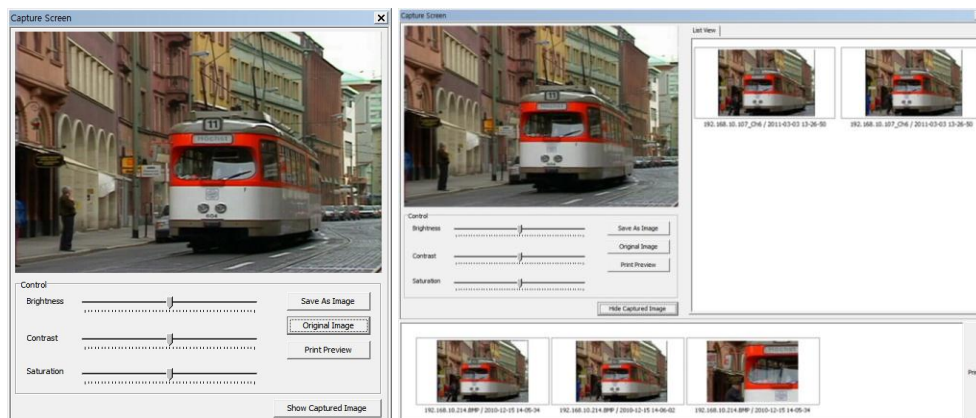 Capture Screen
11
Höchst
Control
Brightness
Save As Image
Original Image
Contrast
Print Preview
Saturation
Show Captured Image
Capture Screen
List View
11
192.168.10.107_Ch6 / 2011-03-03 13-26-50
192.168.10.107_Ch6 / 2011-03-03 13-26-50
Control
Brightness
Save As Image
Original Image
Contrast
Print Preview
Saturation
Hide Captured Image
192.168.10.214.BMP / 2010-12-15 14-05-34
192.168.10.214.BMP / 2010-12-15 14-06-02
192.168.10.214.BMP / 2010-12-15 14-05-34